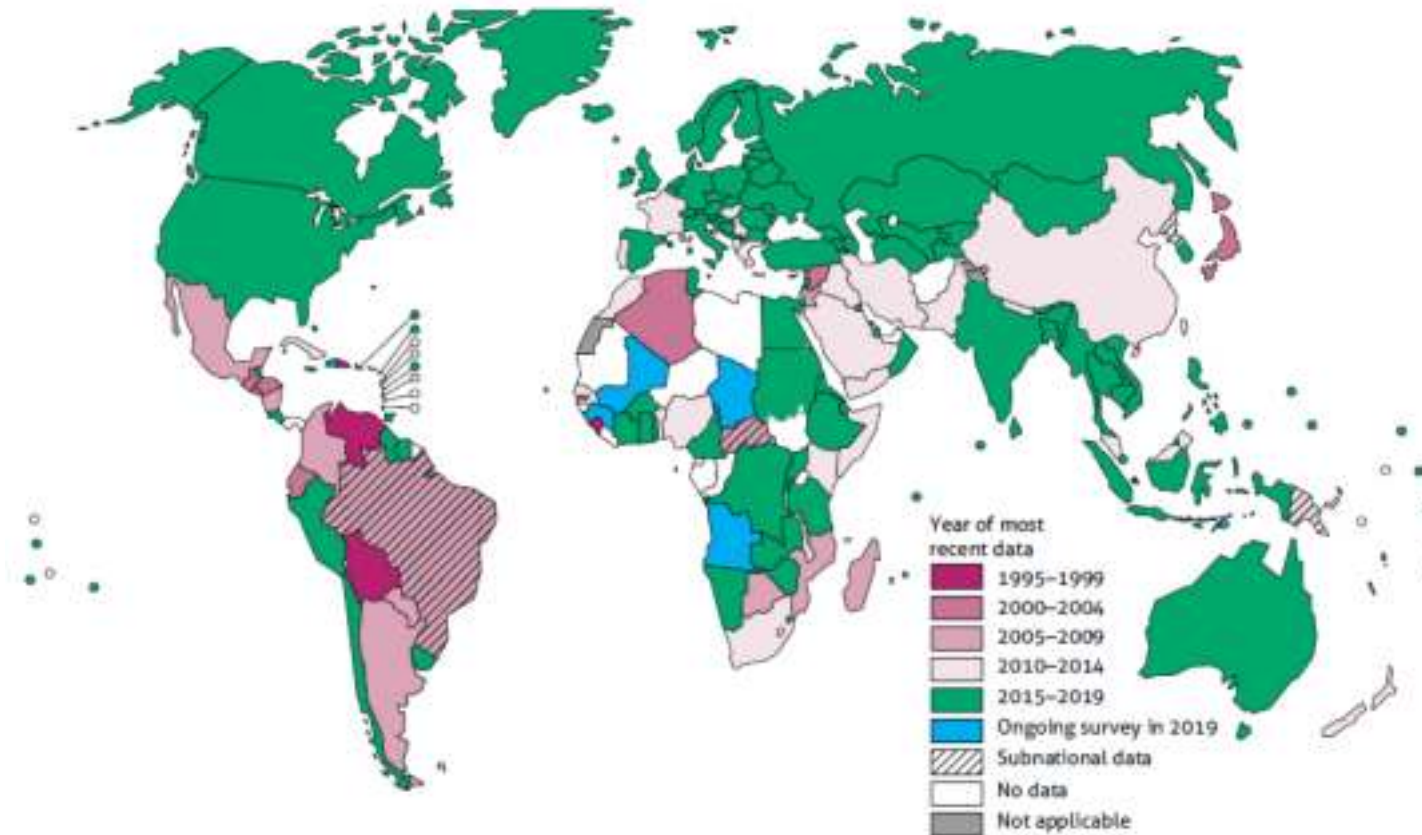 Year of most
recent data
1995–1999
2000–2004
2005–2009
2010–2014
2015–2019
Ongoing survey in 2019
Subnational data
No data
Not applicable